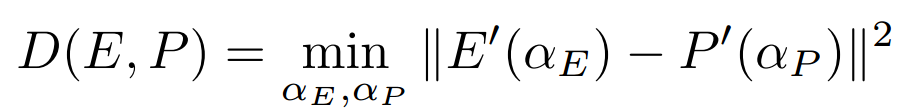 D(E, P) = min_{α_E, α_P} ‖E′(α_E) − P′(α_P)‖²